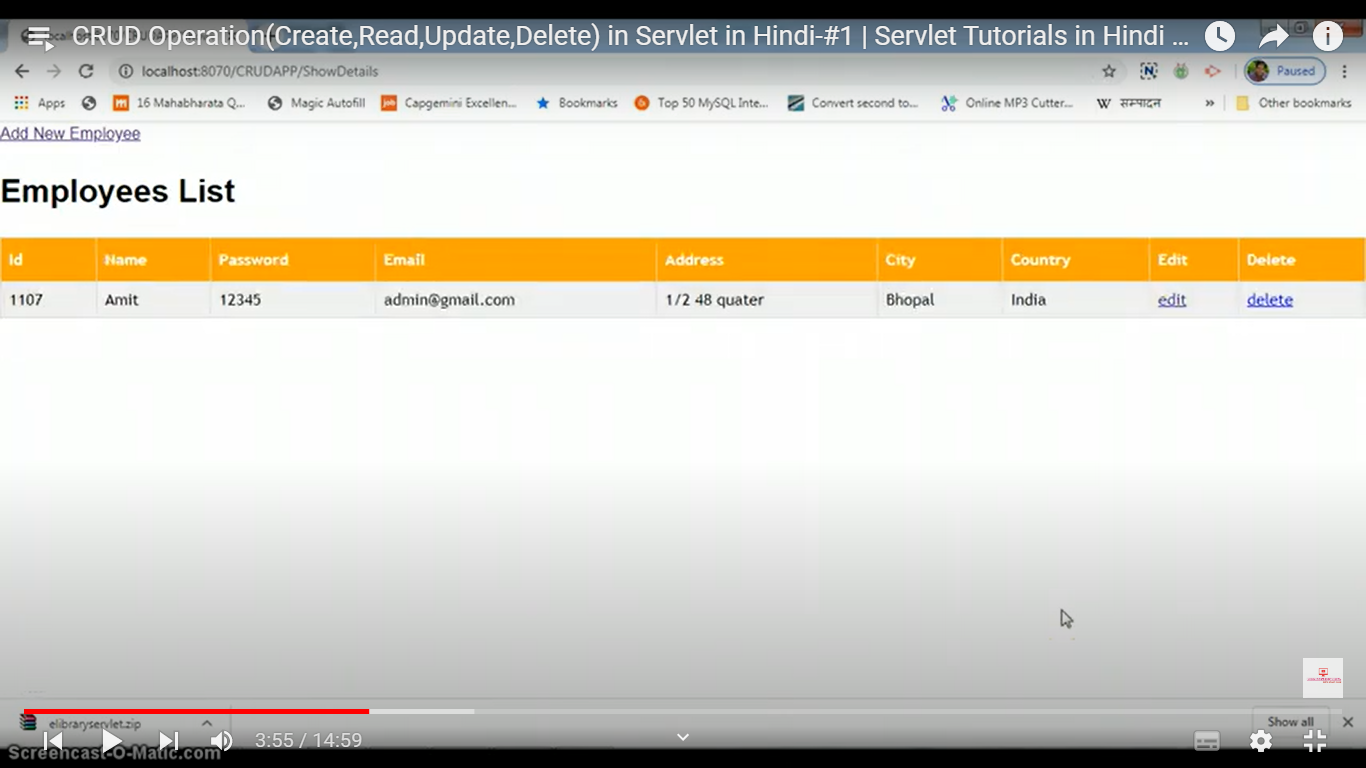 CRUD Operation(Create,Read,Update,Delete) in Servlet in Hindi-#1 | Servlet Tutorials in Hindi ...
localhost:8070/CRUDAPP/ShowDetails
Paused
Apps 16 Mahabharata Q... Magic Autofill Capgemini Excellen... Bookmarks Top 50 MySQL Inte... Convert second to... Online MP3 Cutter... W सम्पादन » Other bookmarks
Add New Employee
Employees List
Id Name Password Email Address City Country Edit Delete
1107 Amit 12345 admin@gmail.com 1/2 48 quater Bhopal India edit delete
elibraryservlet.zip Show all
3:55 / 14:59
Screencast-O-Matic.com